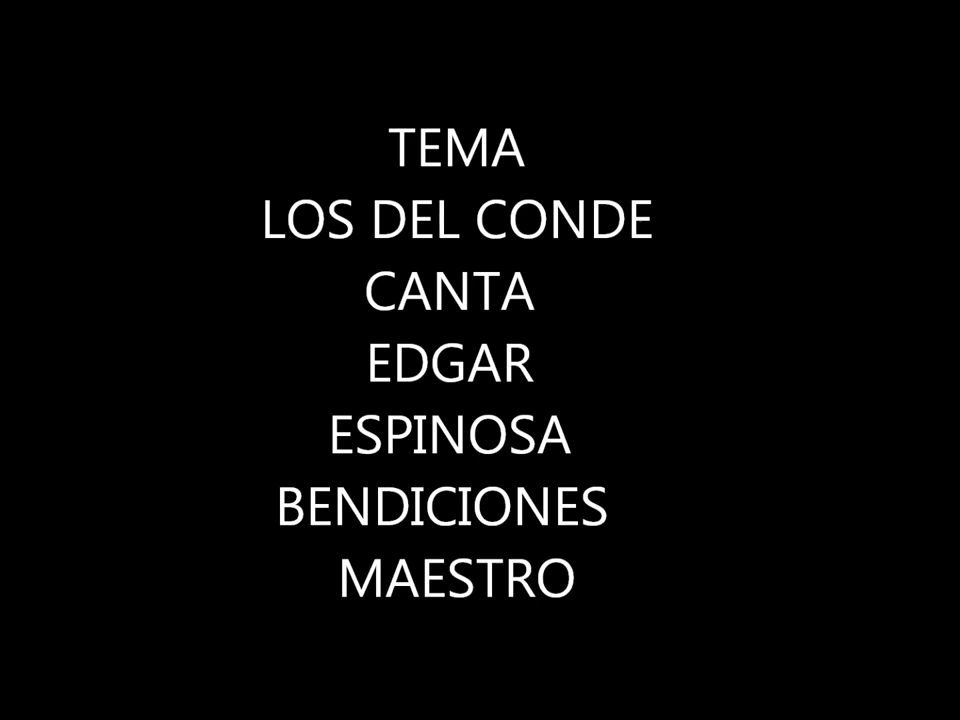 TEMA
LOS DEL CONDE
CANTA
EDGAR
ESPINOSA
BENDICIONES
MAESTRO